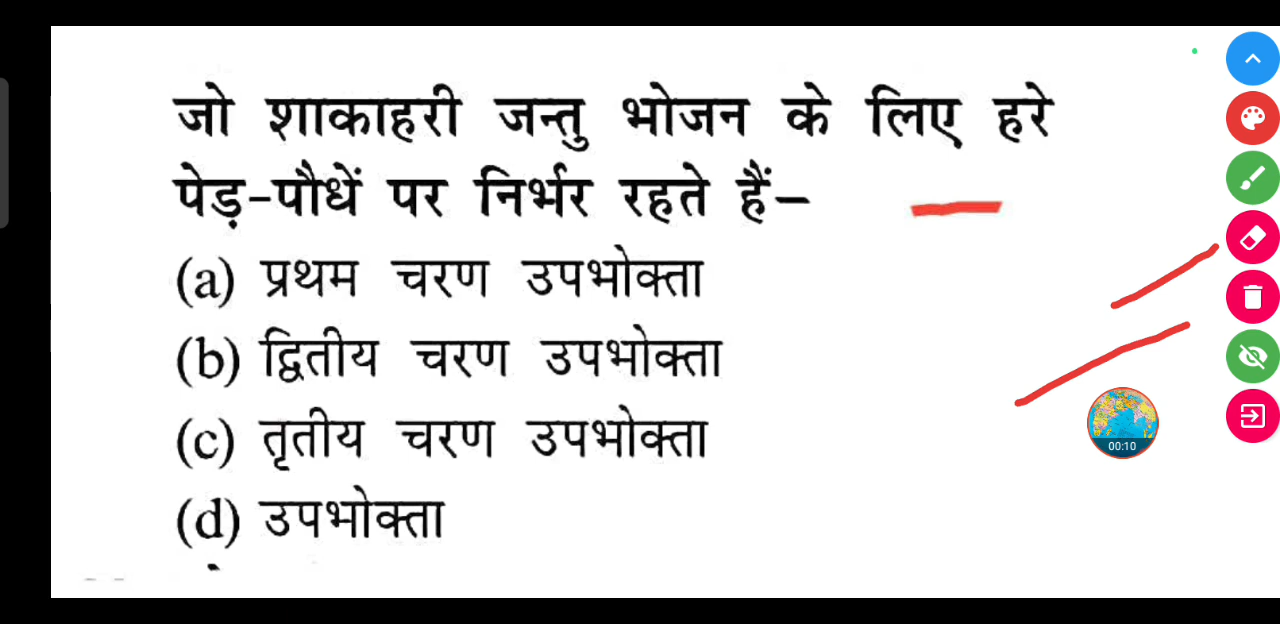 जो शाकाहरी जन्तु भोजन के लिए हरे
पेड़-पौधें पर निर्भर रहते हैं–
(a) प्रथम चरण उपभोक्ता
(b) द्वितीय चरण उपभोक्ता
(c) तृतीय चरण उपभोक्ता
(d) उपभोक्ता
00:10